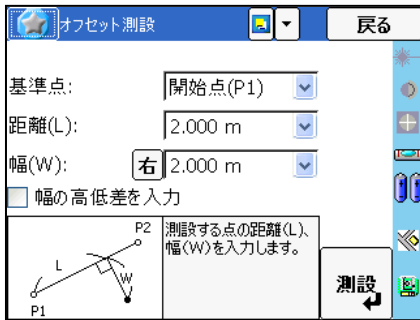 オフセット測設
戻る
基準点:
開始点(P1)
距離(L):
2.000 m
幅(W):
右
2.000 m
幅の高低差を入力
P2
L
W
P1
測設する点の距離(L)、
幅(W)を入力します。
測設